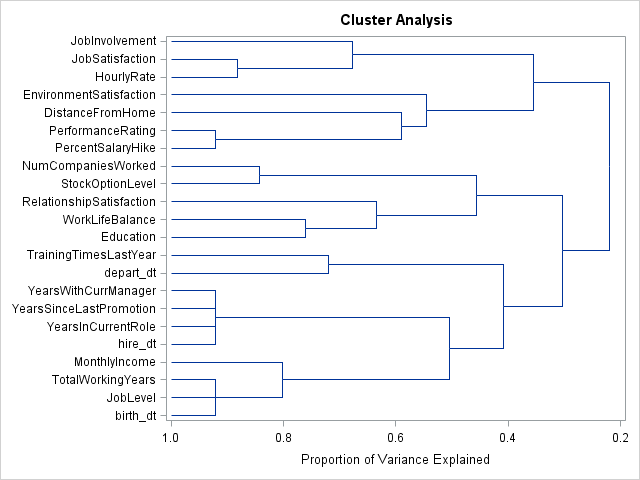 Cluster Analysis
JobInvolvement
JobSatisfaction
HourlyRate
EnvironmentSatisfaction
DistanceFromHome
PerformanceRating
PercentSalaryHike
NumCompaniesWorked
StockOptionLevel
RelationshipSatisfaction
WorkLifeBalance
Education
TrainingTimesLastYear
depart_dt
YearsWithCurrManager
YearsSinceLastPromotion
YearsInCurrentRole
hire_dt
MonthlyIncome
TotalWorkingYears
JobLevel
birth_dt
1.0 0.8 0.6 0.4 0.2
Proportion of Variance Explained